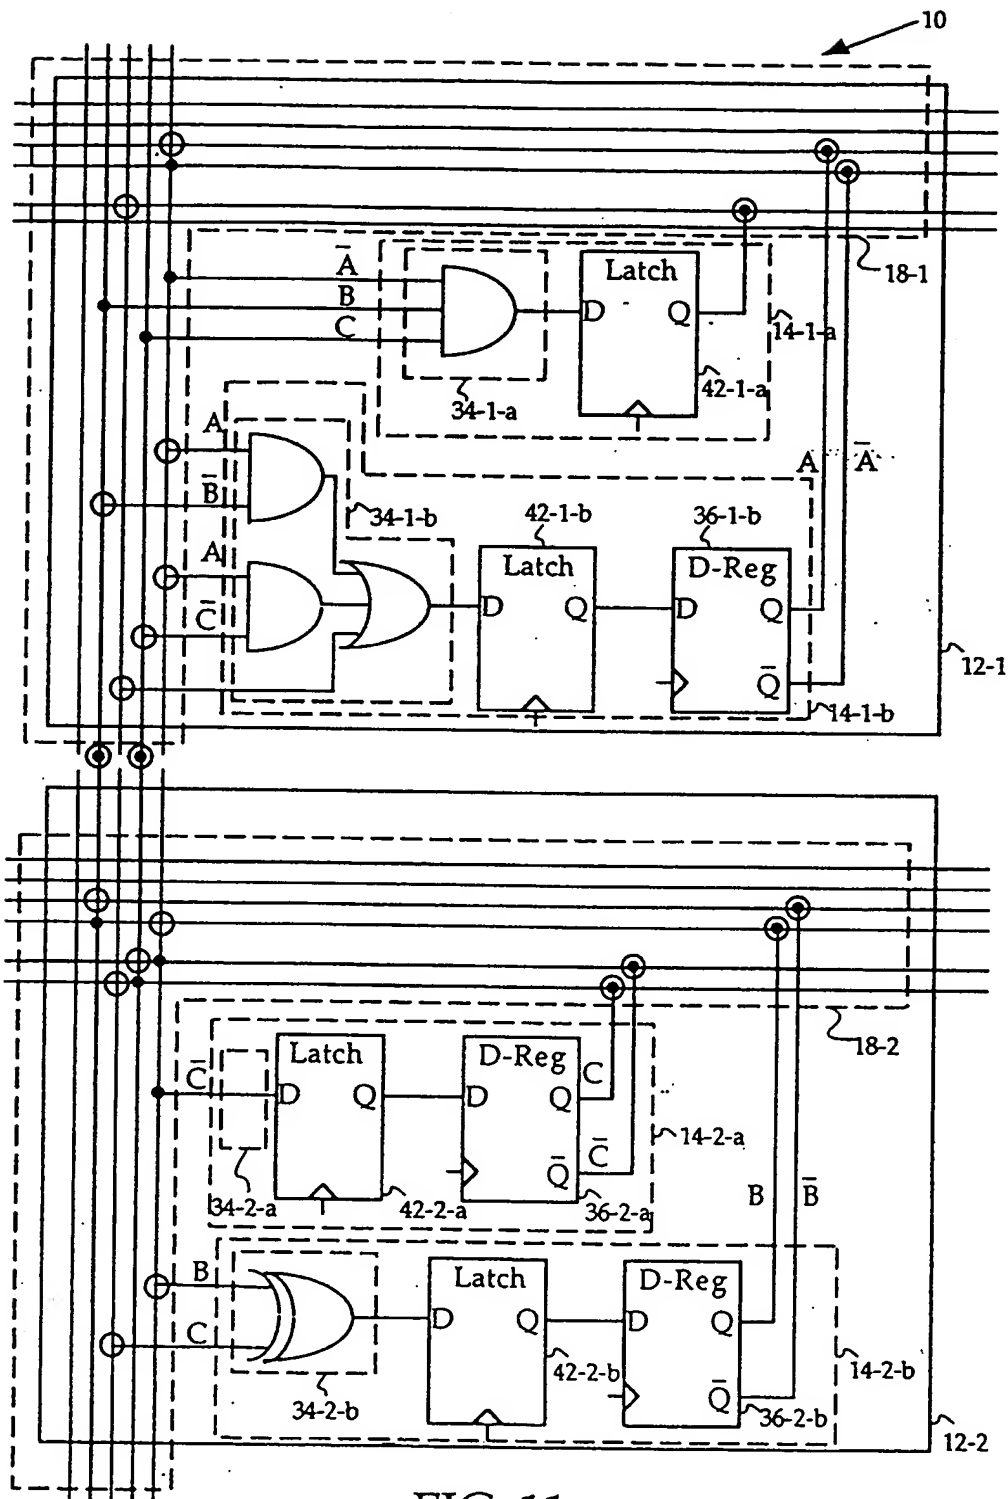 10
A̅
B
C
Latch
D Q
18-1
14-1-a
34-1-a
42-1-a
A
B̅
A
C̅
34-1-b
42-1-b
36-1-b
Latch
D Q
D-Reg
D Q
Q̅
A A̅
12-1
14-1-b
18-2
C̅
Latch
D Q
D-Reg
D Q
Q̅
C
C̅
14-2-a
34-2-a
42-2-a
36-2-a
B B̅
B
C
Latch
D Q
D-Reg
D Q
Q̅
34-2-b
42-2-b
36-2-b
14-2-b
12-2